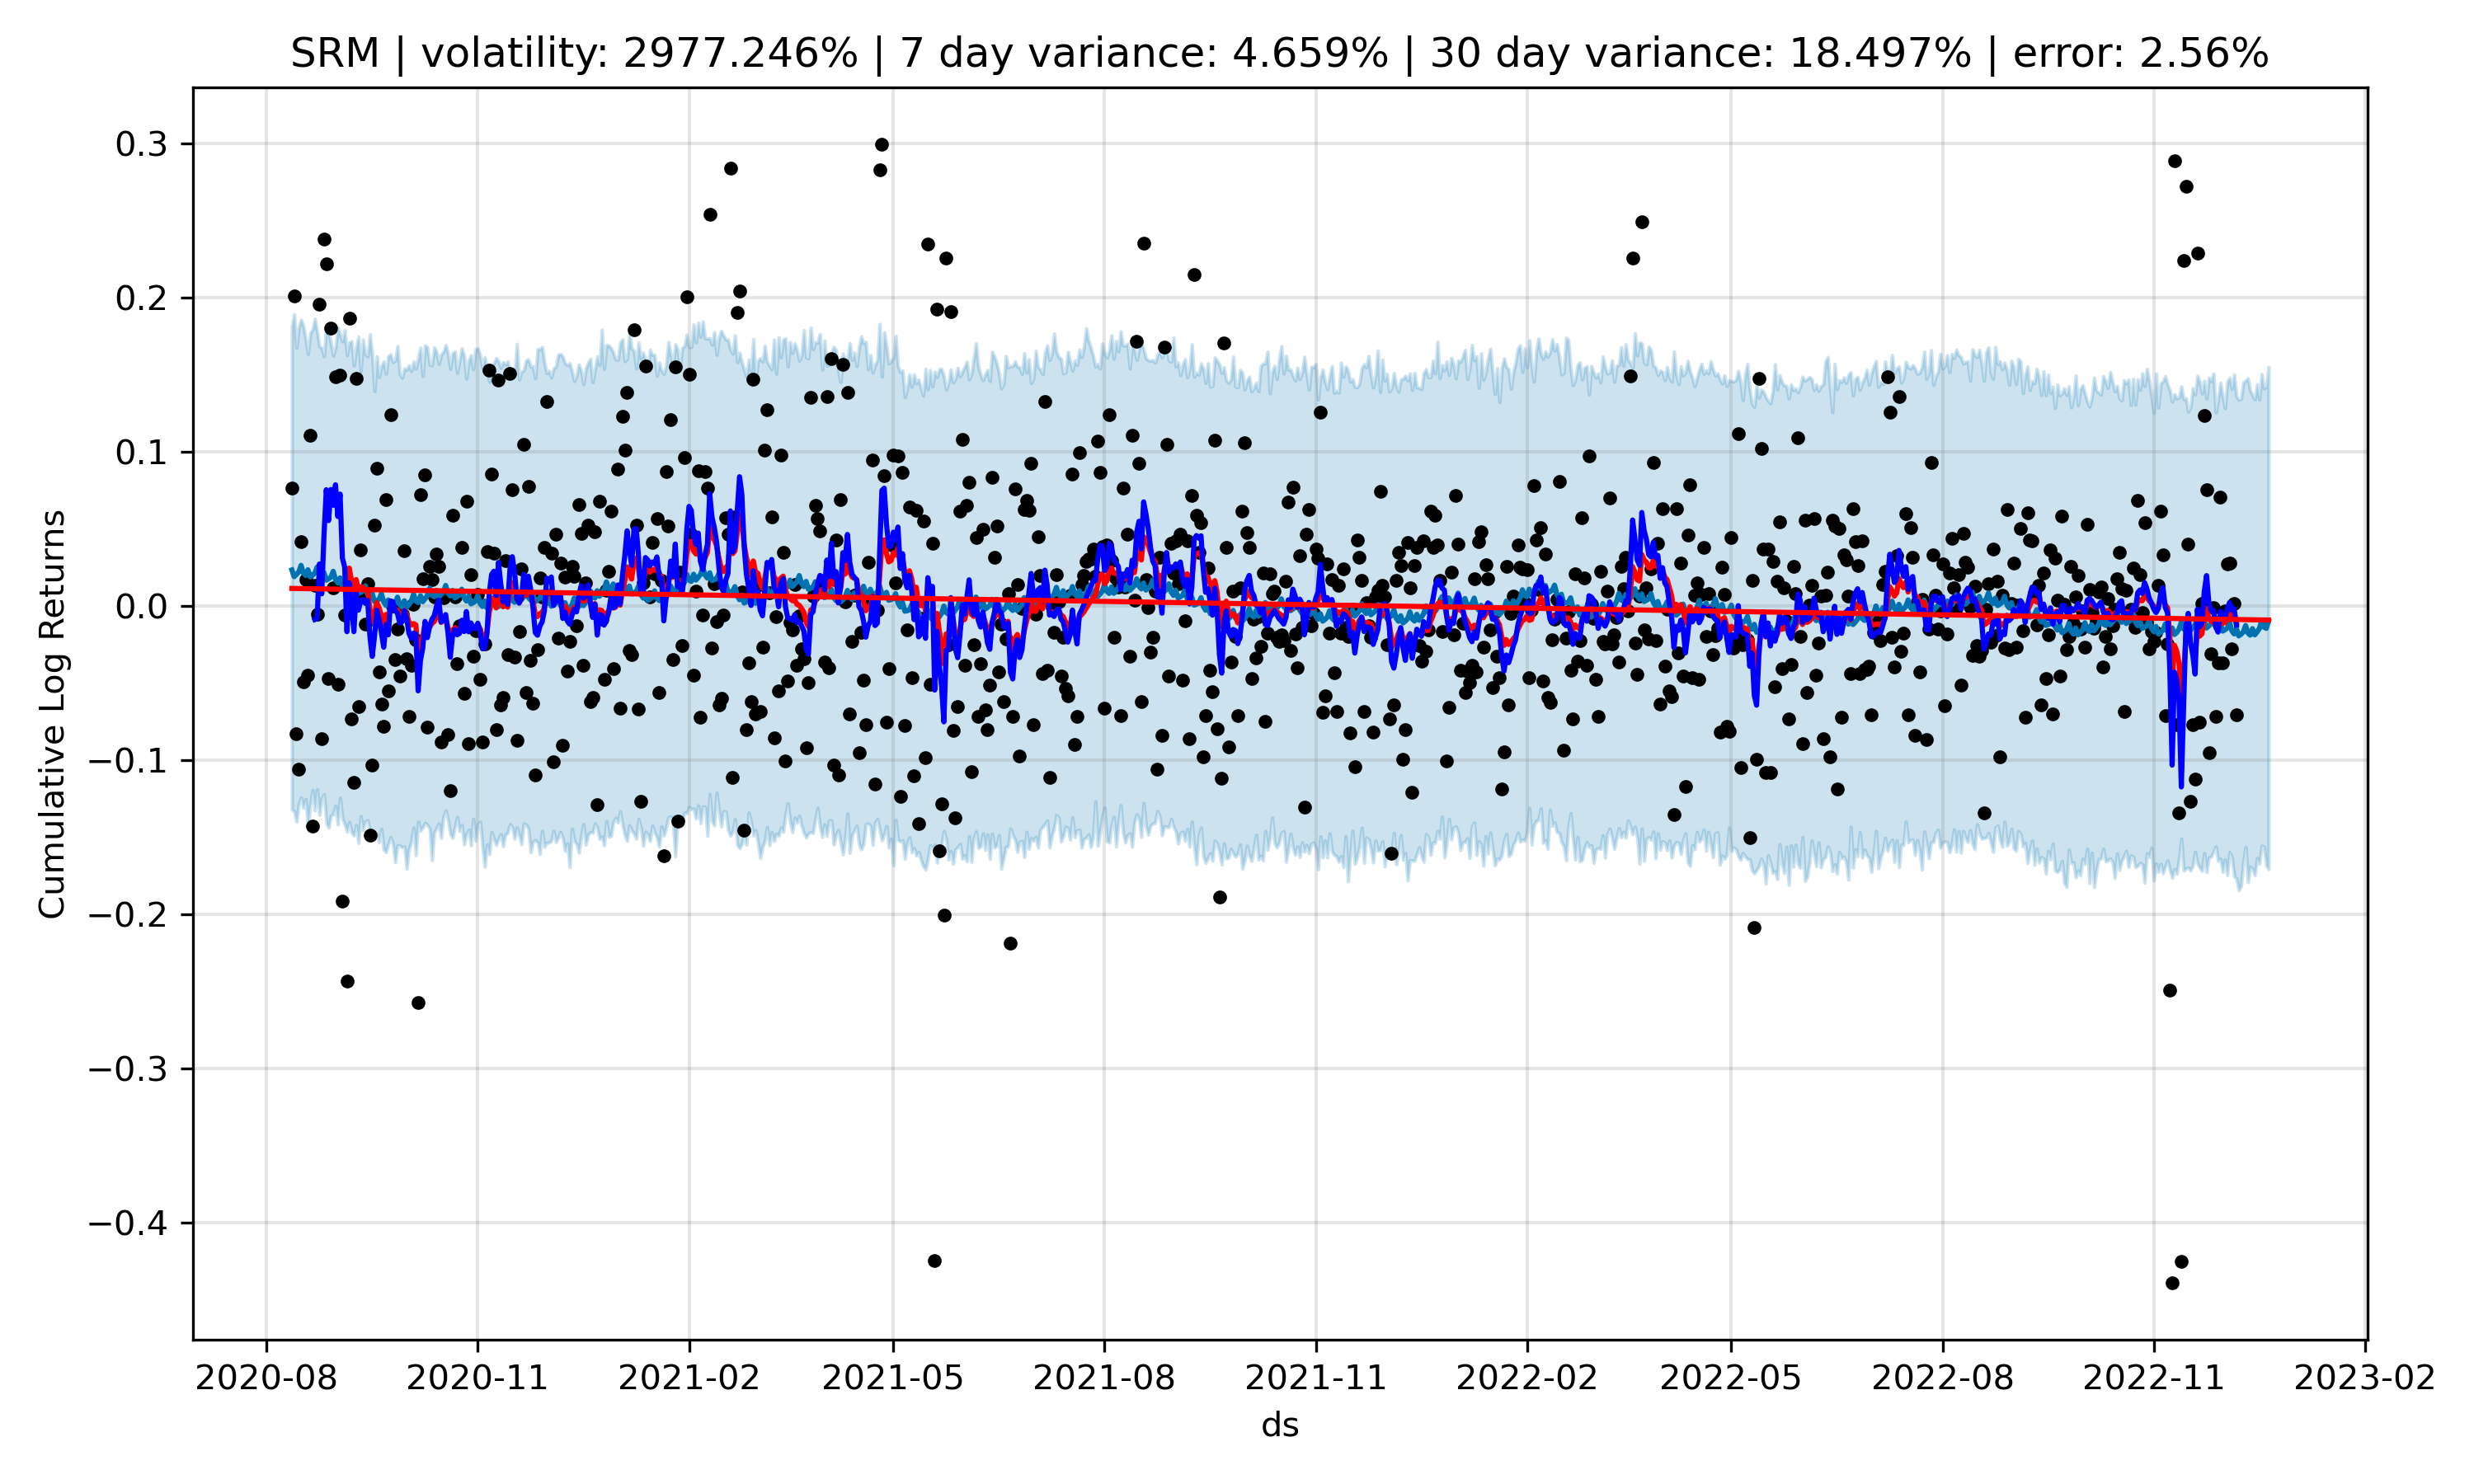 SRM | volatility: 2977.246% | 7 day variance: 4.659% | 30 day variance: 18.497% | error: 2.56%
Cumulative Log Returns
0.3
0.2
0.1
0.0
−0.1
−0.2
−0.3
−0.4
2020-08 2020-11 2021-02 2021-05 2021-08 2021-11 2022-02 2022-05 2022-08 2022-11 2023-02
ds